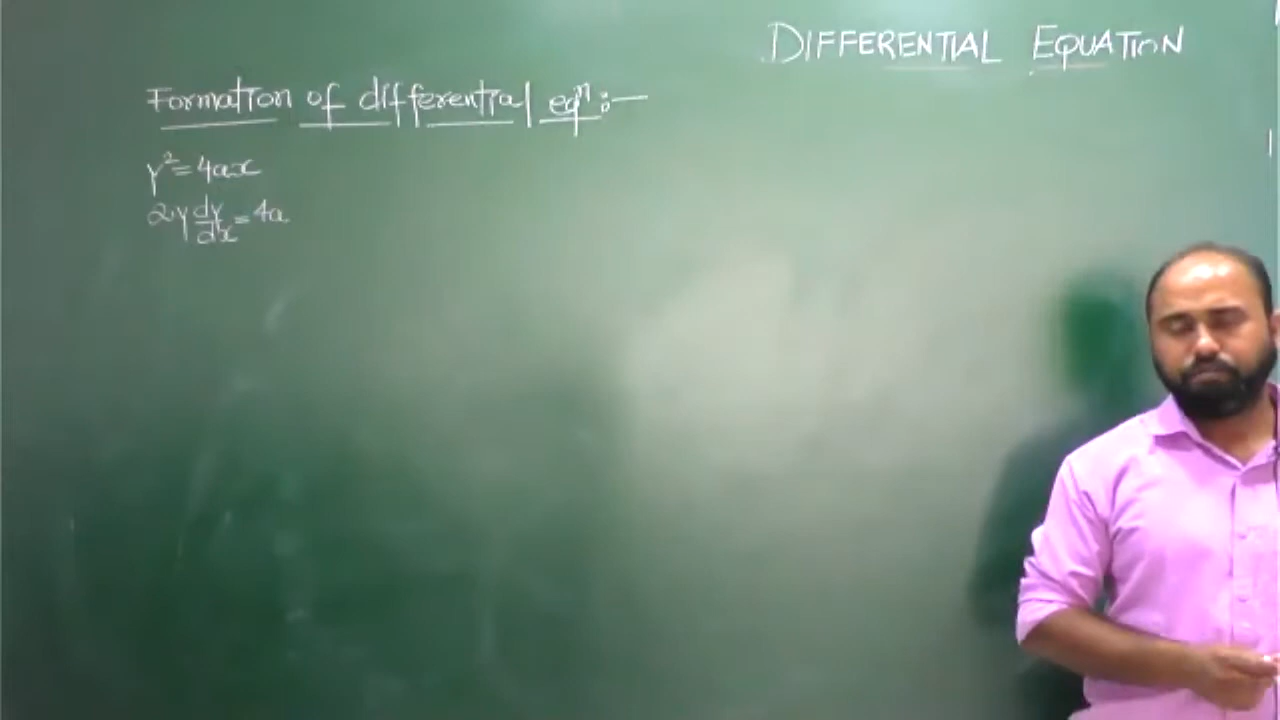 DIFFERENTIAL EQUATION
Formation of differential eqⁿ:—
y² = 4ax
2y dy/dx = 4a